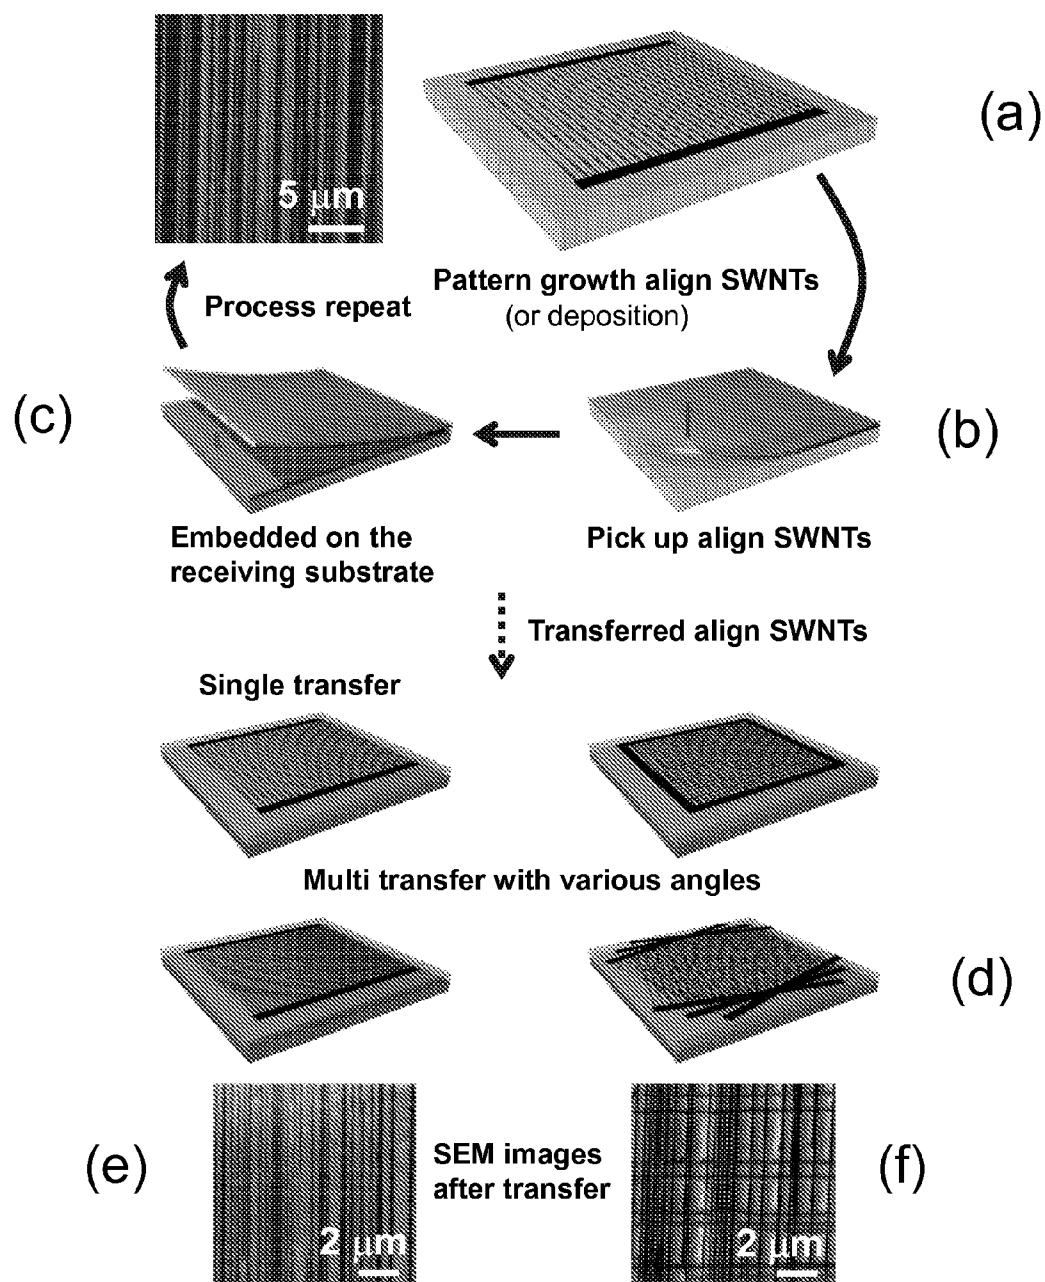 (a)
5 μm
Pattern growth align SWNTs
(or deposition)
Process repeat
(c)
(b)
Embedded on the
receiving substrate
Pick up align SWNTs
Transferred align SWNTs
Single transfer
Multi transfer with various angles
(d)
(e)
SEM images
after transfer
(f)
2 μm
2 μm